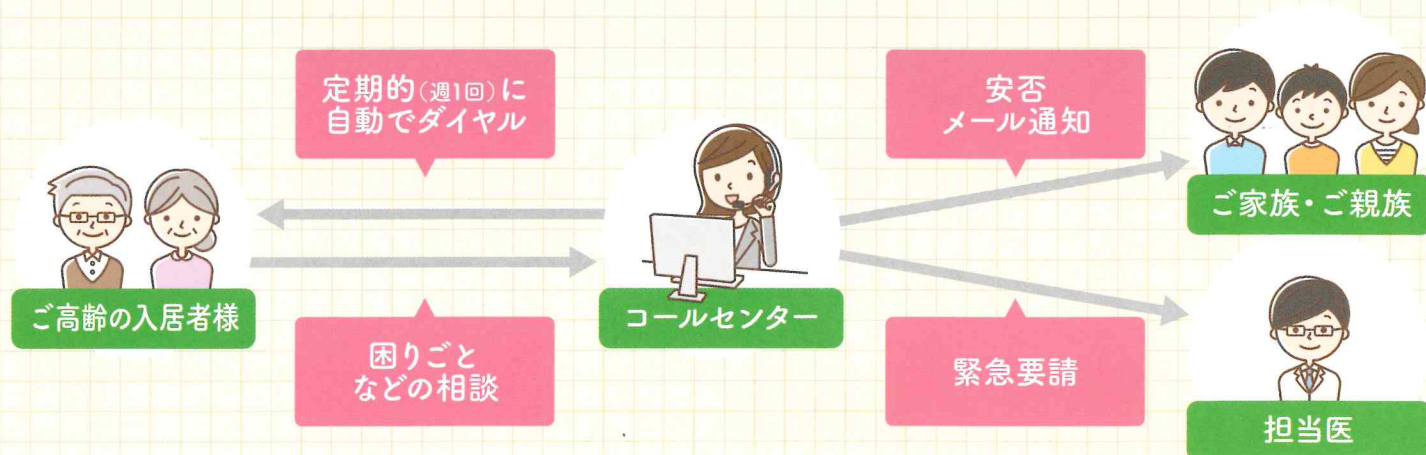 定期的(週1回)に
自動でダイヤル
安否
メール通知
ご家族・ご親族
ご高齢の入居者様
コールセンター
困りごと
などの相談
緊急要請
担当医